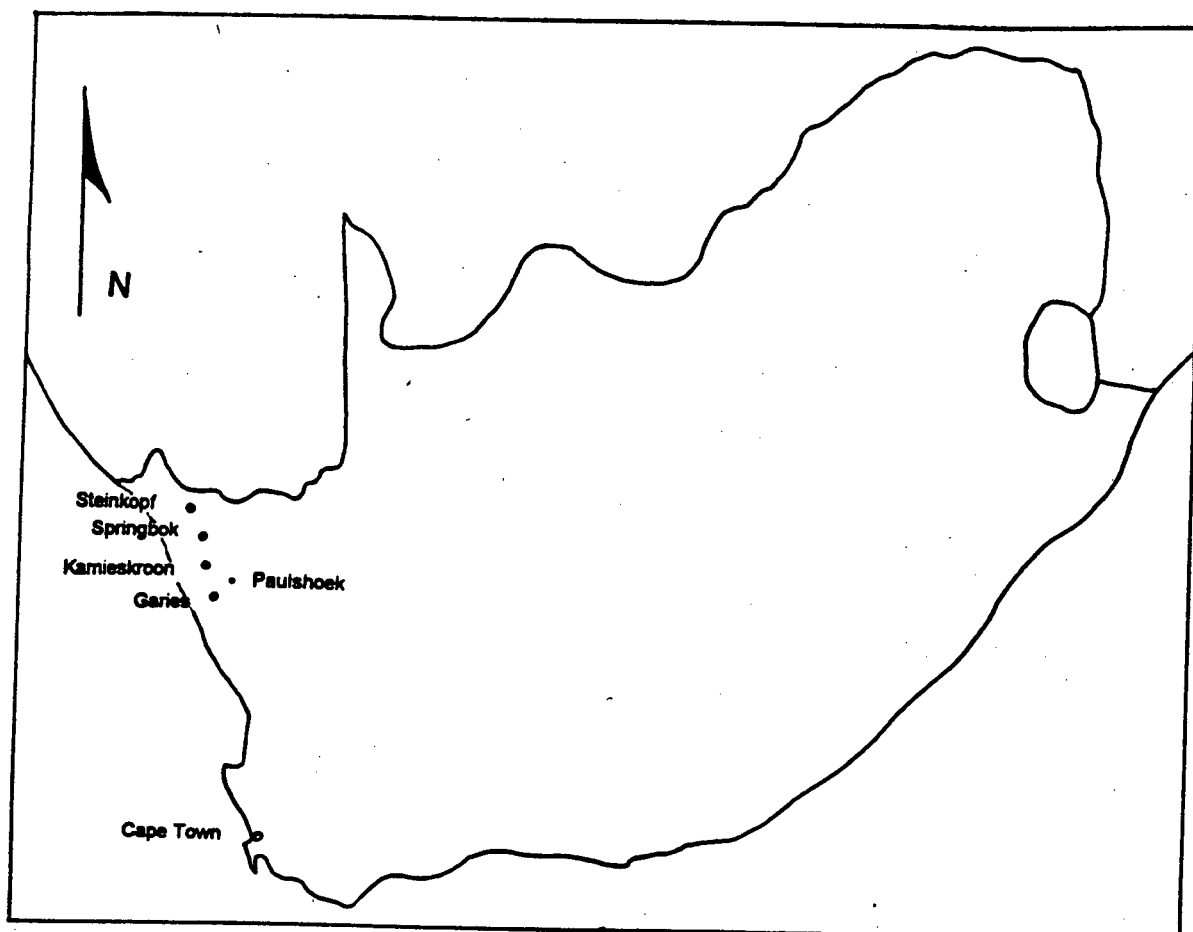 N
Steinkopf
Springbok
Kamieskroon
Paulshoek
Garies
Cape Town